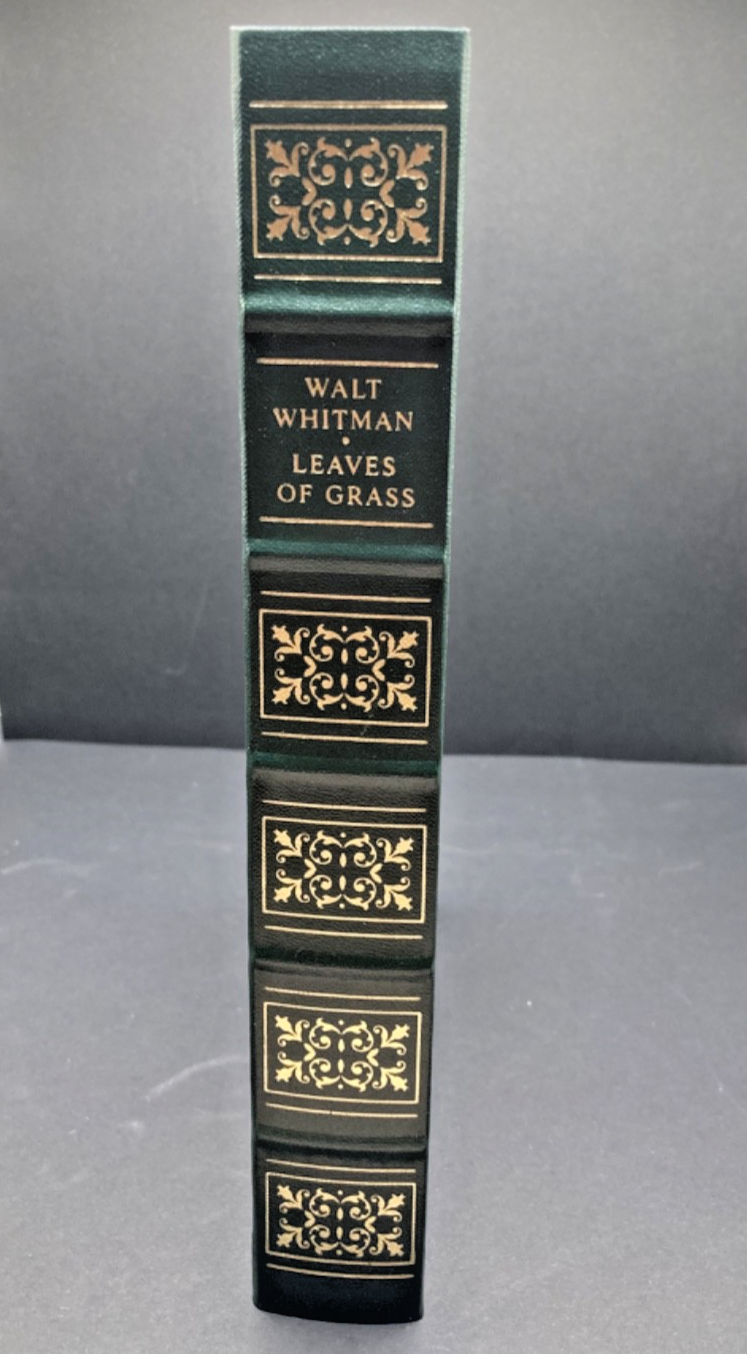 WALT
WHITMAN
•
LEAVES
OF GRASS